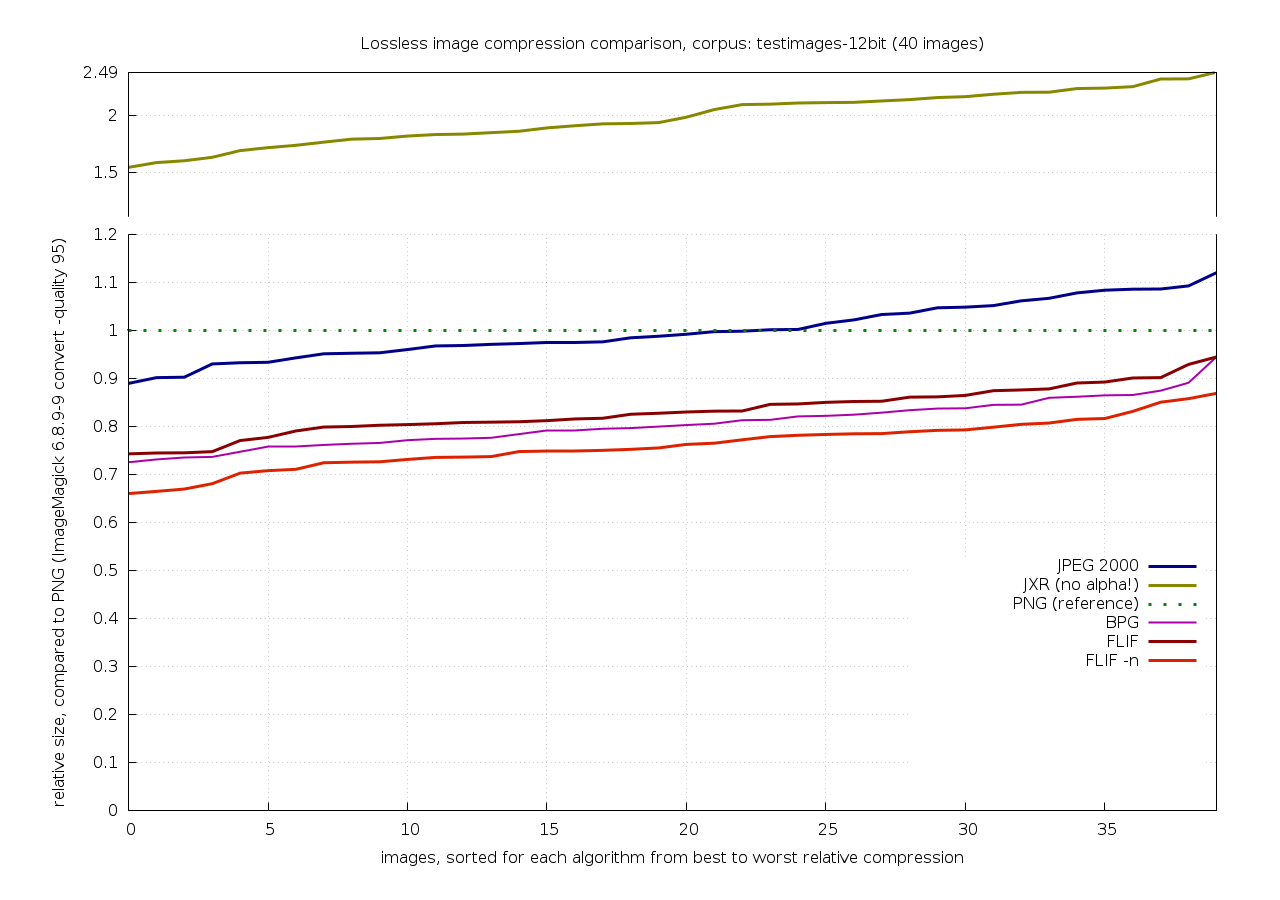 Lossless image compression comparison, corpus: testimages-12bit (40 images)
2.49
2
1.5
1.2
1.1
1
0.9
0.8
0.7
0.6
0.5
0.4
0.3
0.2
0.1
0
relative size, compared to PNG (ImageMagick 6.8.9-9 convert -quality 95)
JPEG 2000
JXR (no alpha!)
PNG (reference)
BPG
FLIF
FLIF -n
0 5 10 15 20 25 30 35
images, sorted for each algorithm from best to worst relative compression